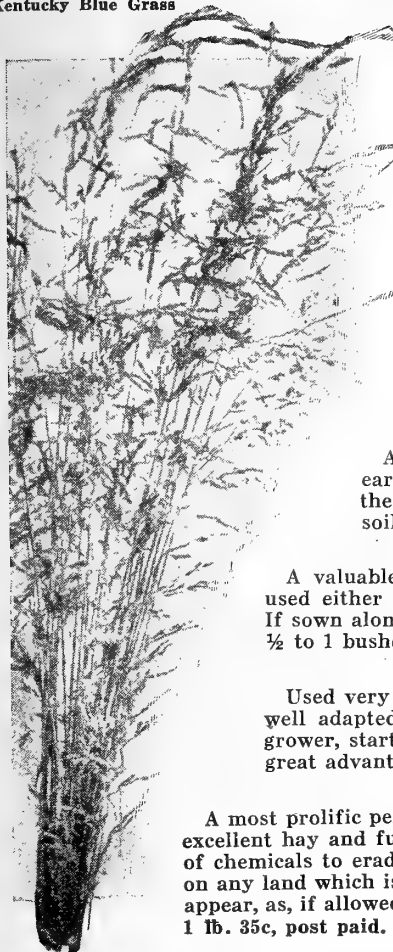 Kentucky Blue Grass
A
ear
the
soil
A valuable
used either
If sown alon
½ to 1 bush
Used very
well adapted
grower, start
great advant
A most prolific pe
excellent hay and fu
of chemicals to erad
on any land which is
appear, as, if allowed
1 lb. 35c, post paid.